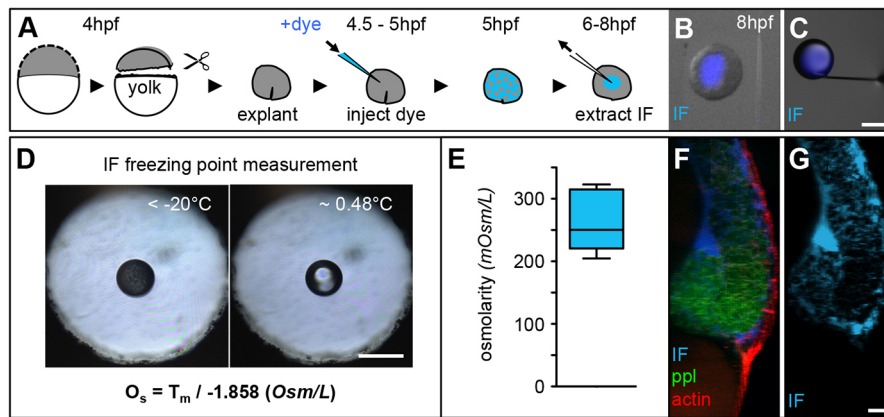 A
4hpf
yolk
explant
+dye
4.5 - 5hpf
inject dye
5hpf
6-8hpf
extract IF
B
8hpf
IF
C
IF
D
IF freezing point measurement
< -20°C
~ 0.48°C
Os = Tm / -1.858 (Osm/L)
E
osmolarity (mOsm/L)
300
200
100
0
F
IF
ppl
actin
G
IF